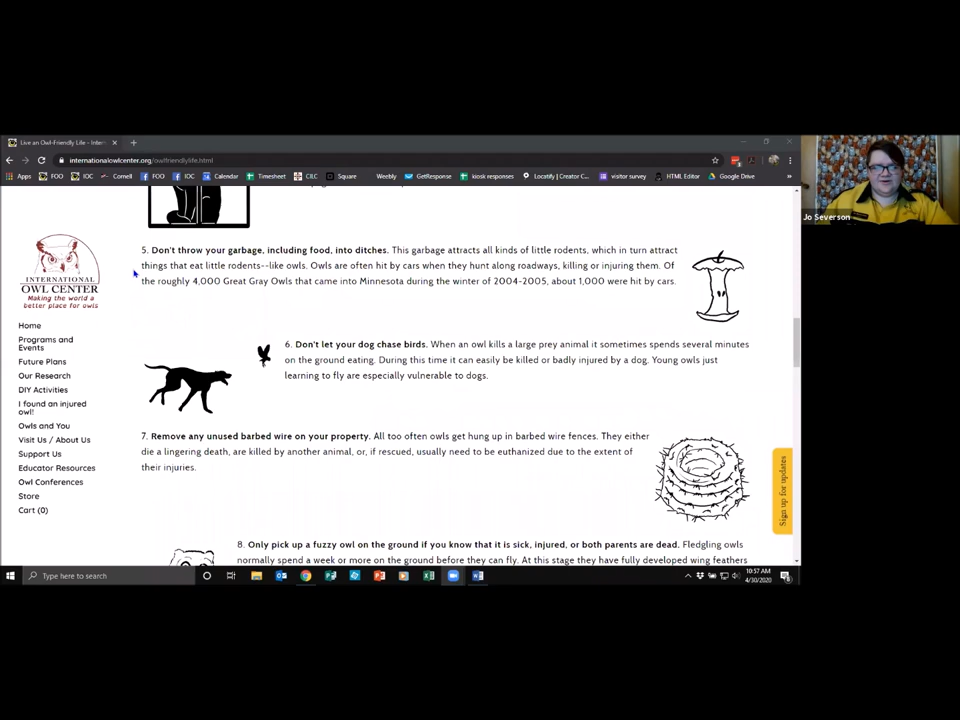 Live an Owl-Friendly Life - Intern
internationalowlcenter.org/owlfriendlylife.html
Apps FOO IOC Cornell FOO IOC Calendar Timesheet CILC Square Weebly GetResponse kiosk responses Locatify | Creator C... visitor survey HTML Editor Google Drive »
Jo Severson
INTERNATIONAL
OWL CENTER
Making the world a
better place for owls
Home
Programs and
Events
Future Plans
Our Research
DIY Activities
I found an injured
owl!
Owls and You
Visit Us / About Us
Support Us
Educator Resources
Owl Conferences
Store
Cart (0)
5. Don't throw your garbage, including food, into ditches. This garbage attracts all kinds of little rodents, which in turn attract
things that eat little rodents--like owls. Owls are often hit by cars when they hunt along roadways, killing or injuring them. Of
the roughly 4,000 Great Gray Owls that came into Minnesota during the winter of 2004-2005, about 1,000 were hit by cars.
6. Don't let your dog chase birds. When an owl kills a large prey animal it sometimes spends several minutes
on the ground eating. During this time it can easily be killed or badly injured by a dog. Young owls just
learning to fly are especially vulnerable to dogs.
7. Remove any unused barbed wire on your property. All too often owls get hung up in barbed wire fences. They either
die a lingering death, are killed by another animal, or, if rescued, usually need to be euthanized due to the extent of
their injuries.
8. Only pick up a fuzzy owl on the ground if you know that it is sick, injured, or both parents are dead. Fledgling owls
normally spend a week or more on the ground before they can fly. At this stage they have fully developed wing feathers
Sign up for updates
Type here to search
10:57 AM
4/30/2020